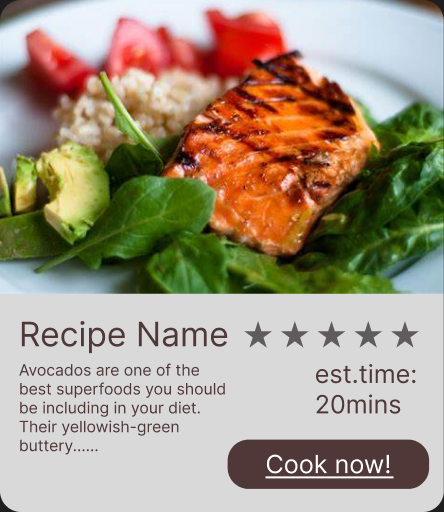 Recipe Name
Avocados are one of the
best superfoods you should
be including in your diet.
Their yellowish-green
buttery......
est.time:
20mins
Cook now!